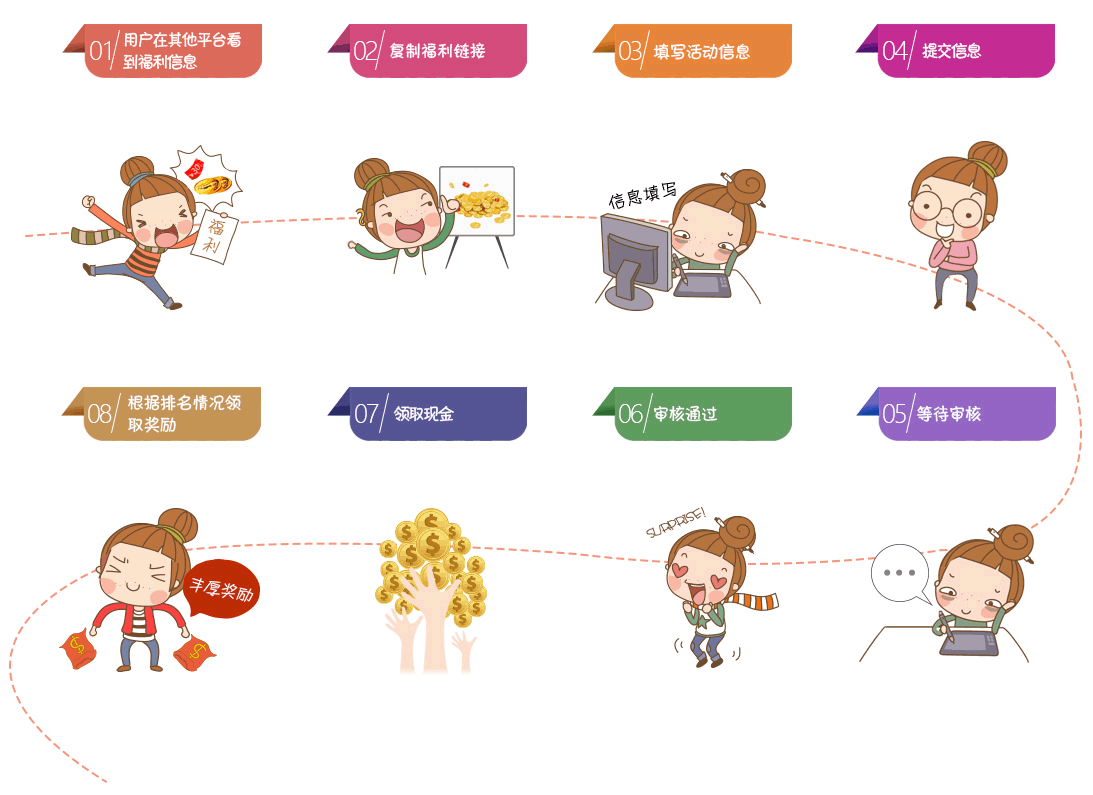 01
用户在其他平台看
到福利信息
02
复制福利链接
03
填写活动信息
04
提交信息
福
利
信息填写
08
根据排名情况领
取奖励
07
领取现金
06
审核通过
05
等待审核
SURPRISE!
丰厚奖励